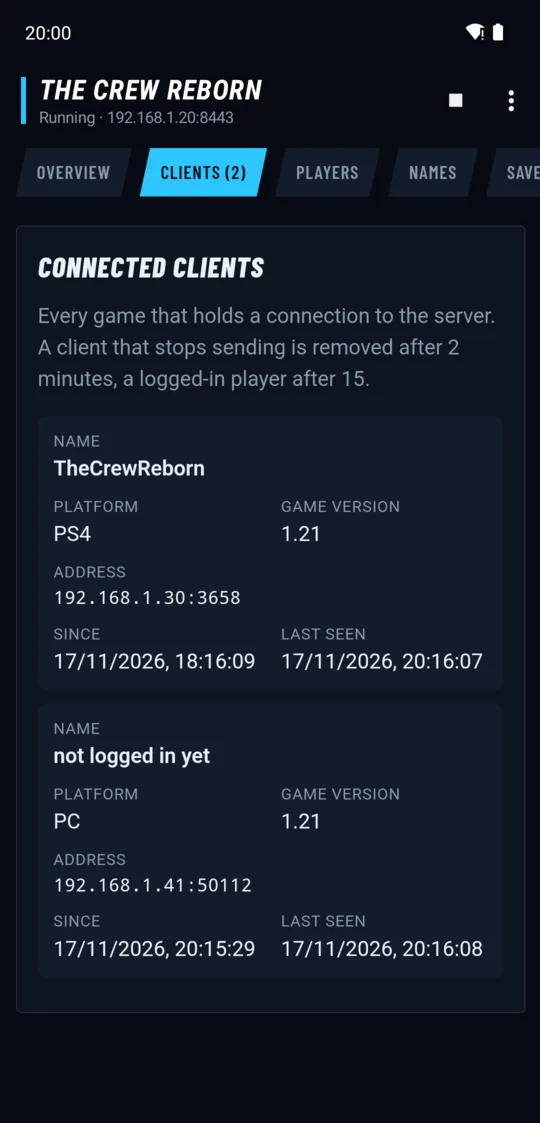 20:00
THE CREW REBORN
Running · 192.168.1.20:8443
OVERVIEW
CLIENTS (2)
PLAYERS
NAMES
SAVE
CONNECTED CLIENTS
Every game that holds a connection to the server.
A client that stops sending is removed after 2
minutes, a logged-in player after 15.
NAME
TheCrewReborn
PLATFORM
GAME VERSION
PS4
1.21
ADDRESS
192.168.1.30:3658
SINCE
LAST SEEN
17/11/2026, 18:16:09
17/11/2026, 20:16:07
NAME
not logged in yet
PLATFORM
GAME VERSION
PC
1.21
ADDRESS
192.168.1.41:50112
SINCE
LAST SEEN
17/11/2026, 20:15:29
17/11/2026, 20:16:08